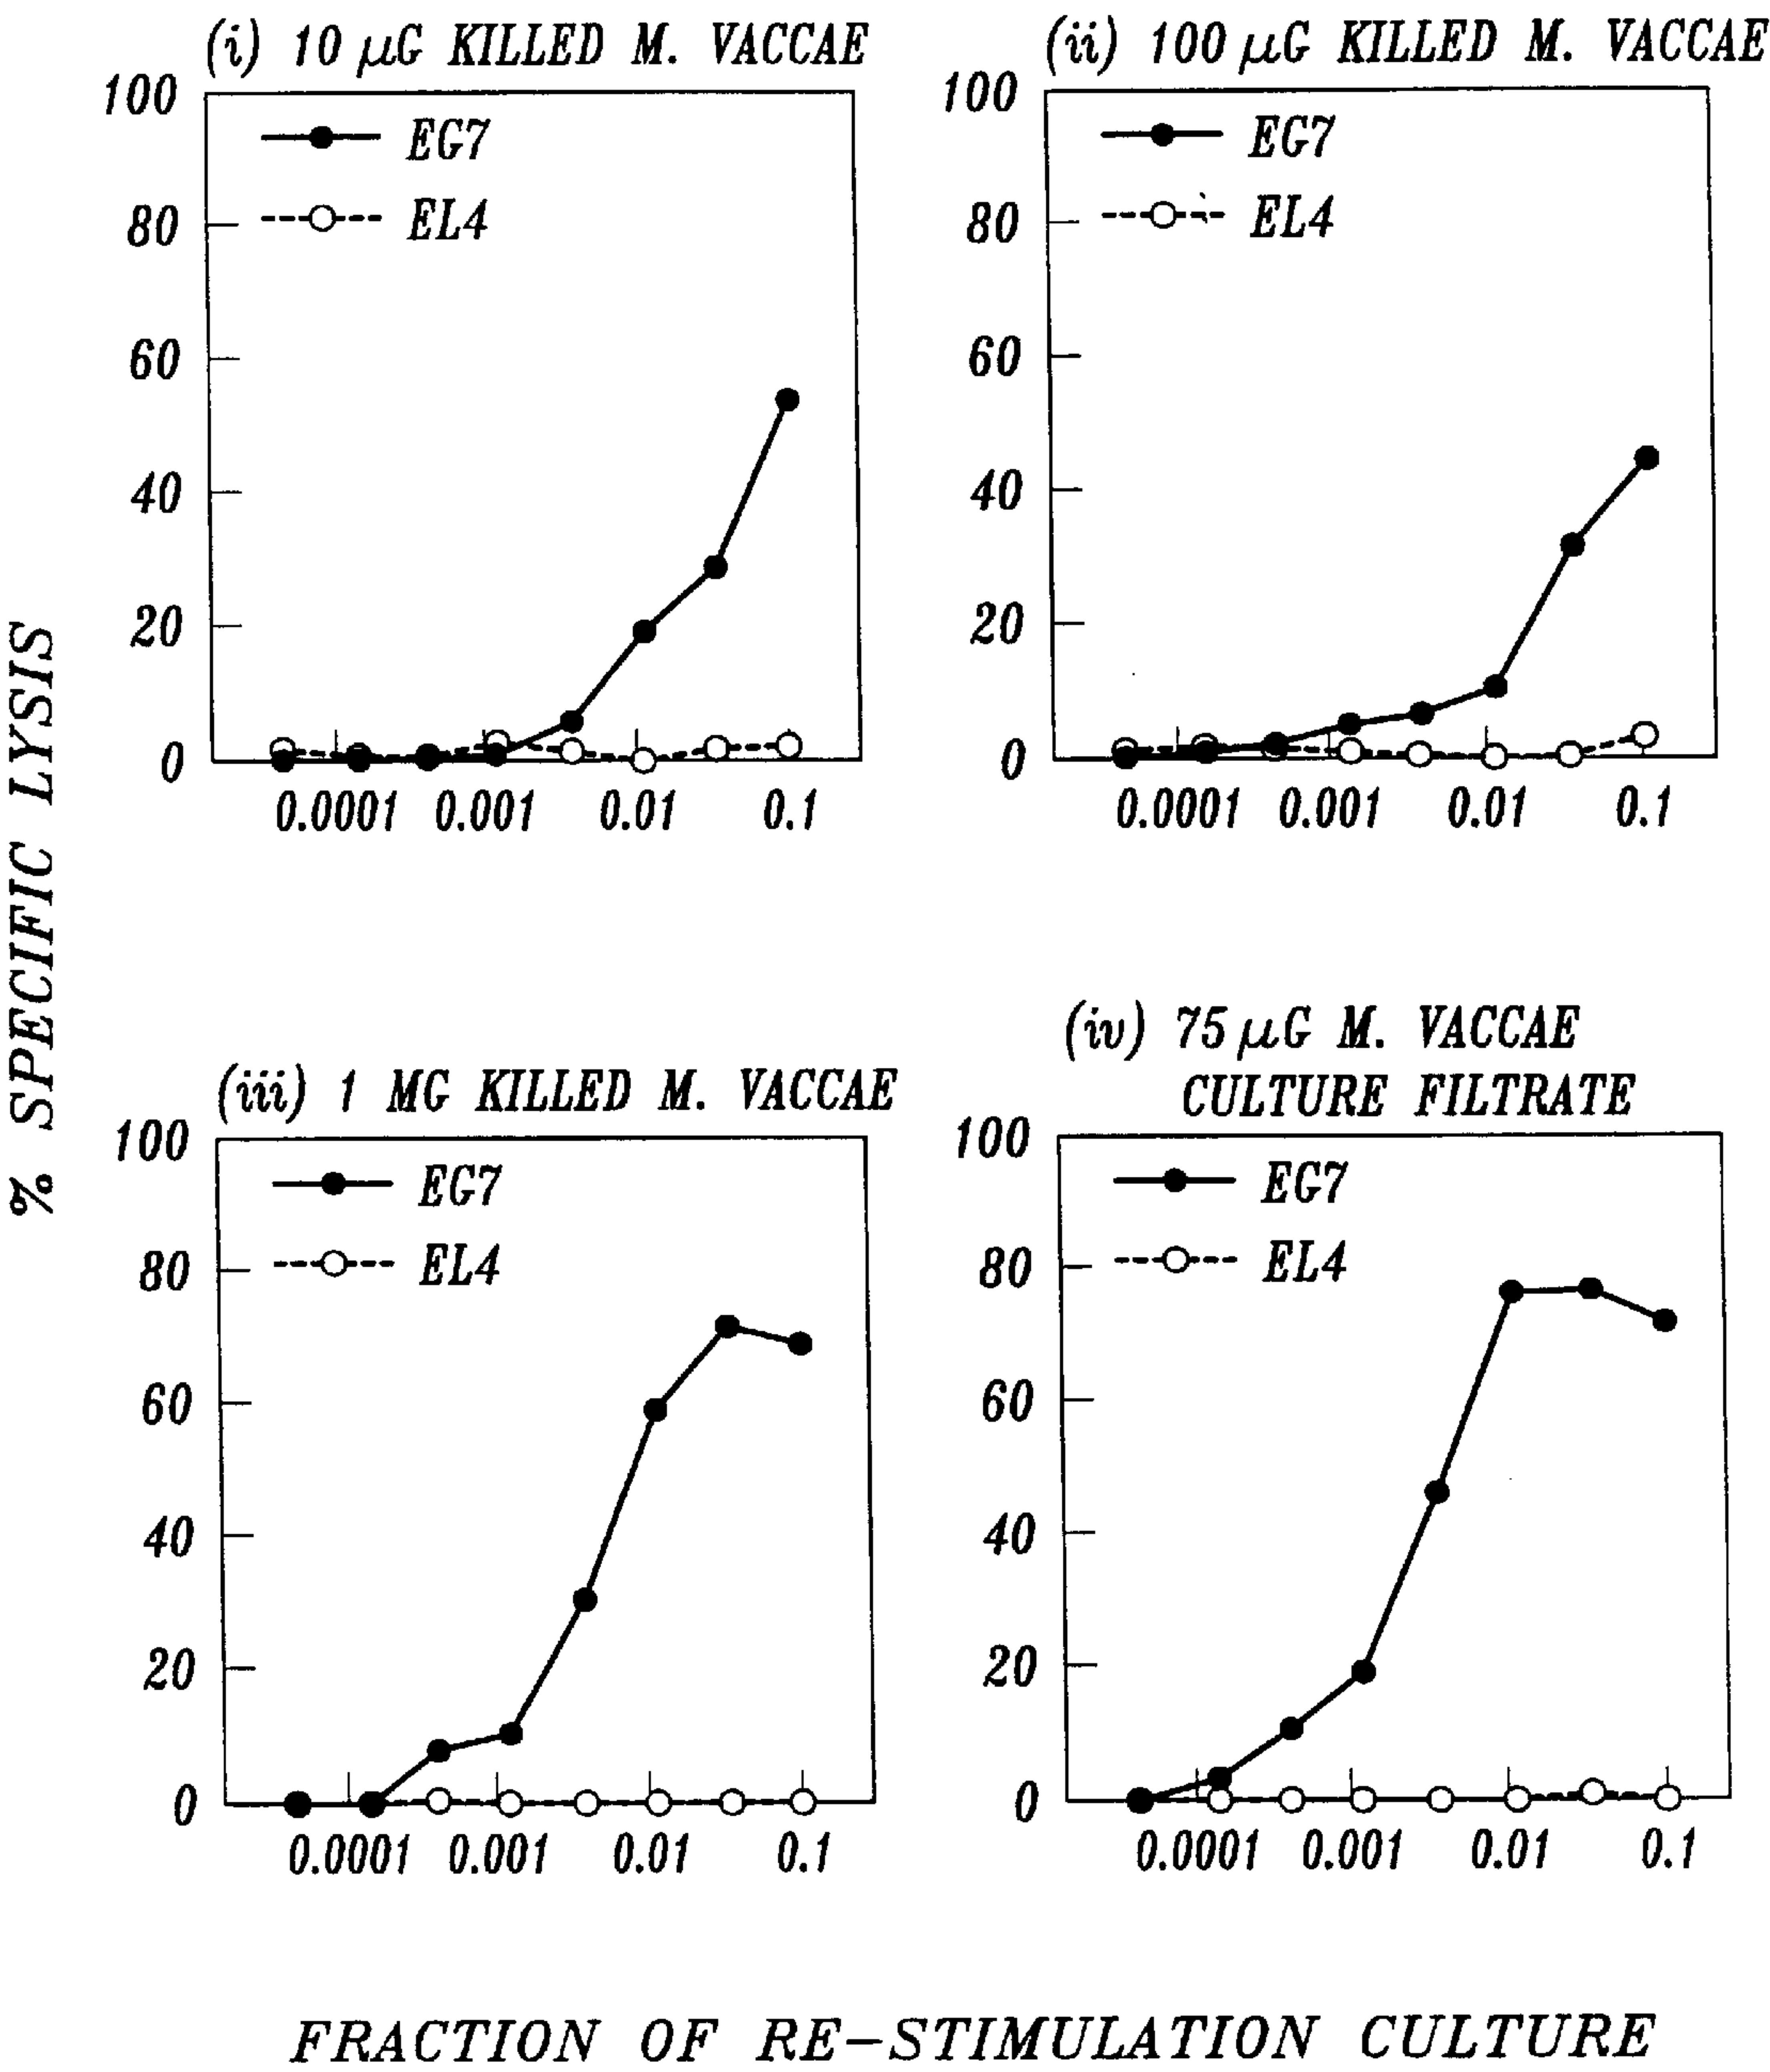 (i) 10 μG KILLED M. VACCAE
100
80
60
40
20
0
EG7
EL4
0.0001 0.001 0.01 0.1
(ii) 100 μG KILLED M. VACCAE
100
80
60
40
20
0
EG7
EL4
0.0001 0.001 0.01 0.1
% SPECIFIC LYSIS
(iii) 1 MG KILLED M. VACCAE
100
80
60
40
20
0
EG7
EL4
0.0001 0.001 0.01 0.1
(iv) 75 μG M. VACCAE
CULTURE FILTRATE
100
80
60
40
20
0
EG7
EL4
0.0001 0.001 0.01 0.1
FRACTION OF RE-STIMULATION CULTURE